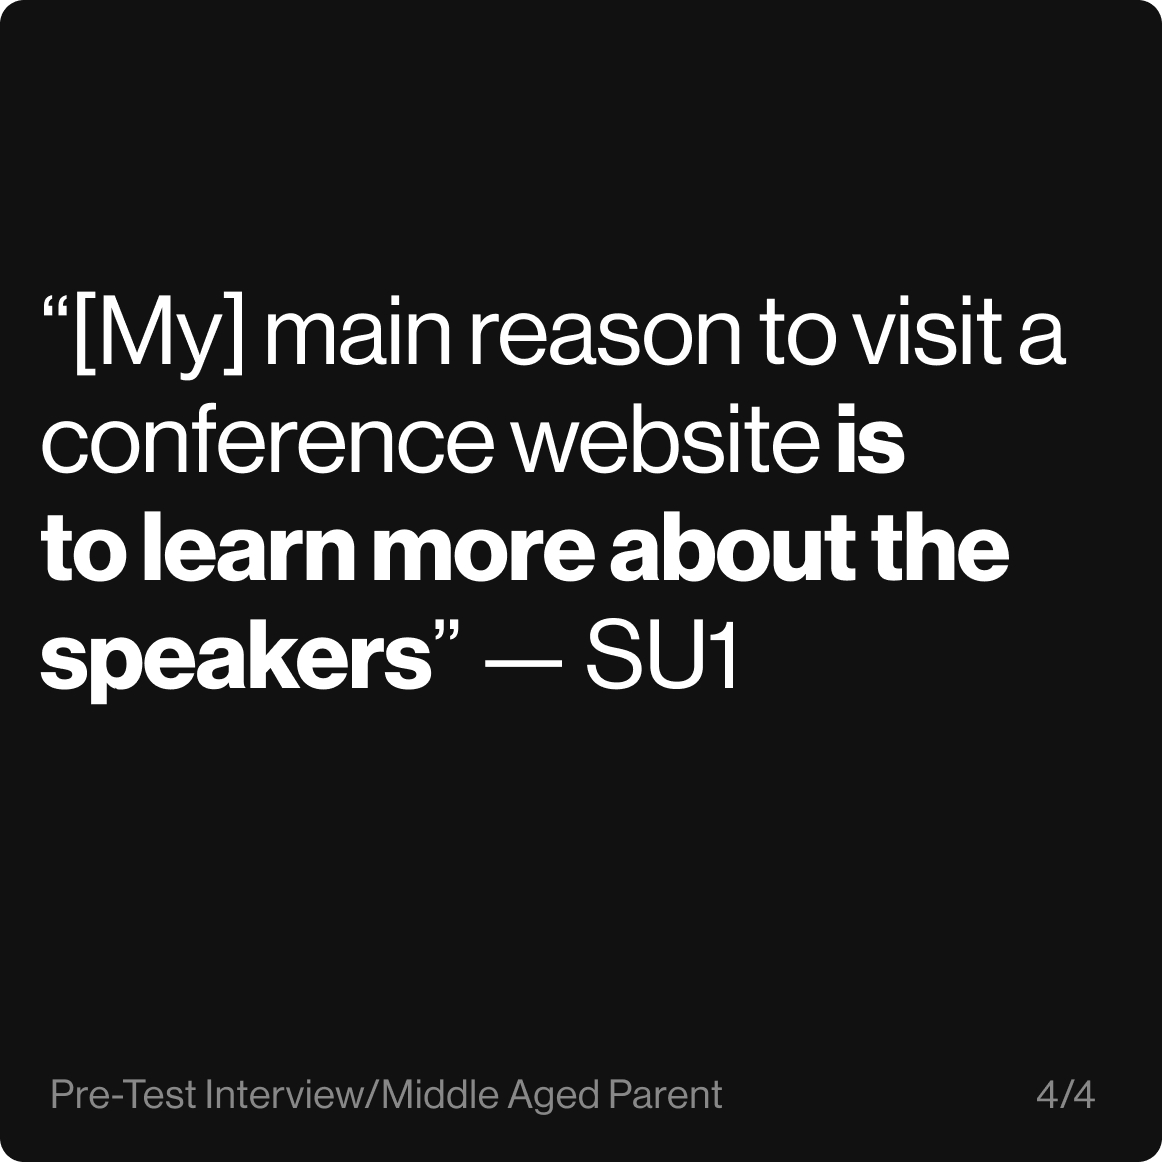 “[My] main reason to visit a
conference website is
to learn more about the
speakers” — SU1
Pre-Test Interview/Middle Aged Parent
4/4